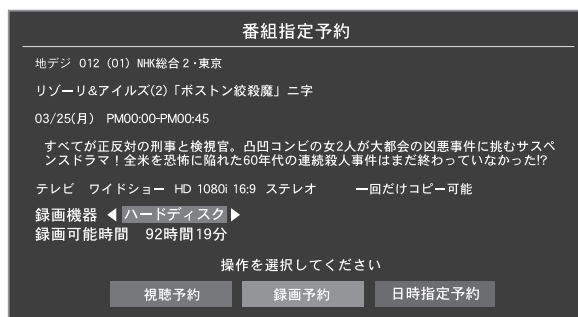 番組指定予約
地デジ 012 (01) NHK総合2・東京
リゾーリ&アイルズ(2)「ボストン絞殺魔」二字
03/25(月) PM00:00-PM00:45
すべてが正反対の刑事と検視官。凸凹コンビの女2人が大都会の凶悪事件に挑むサスペ
ンスドラマ！全米を恐怖に陥れた60年代の連続殺人事件はまだ終わっていなかった!?
テレビ ワイドショー HD 1080i 16:9 ステレオ 一回だけコピー可能
録画機器 ◀ ハードディスク ▶
録画可能時間 92時間19分
操作を選択してください
視聴予約 録画予約 日時指定予約